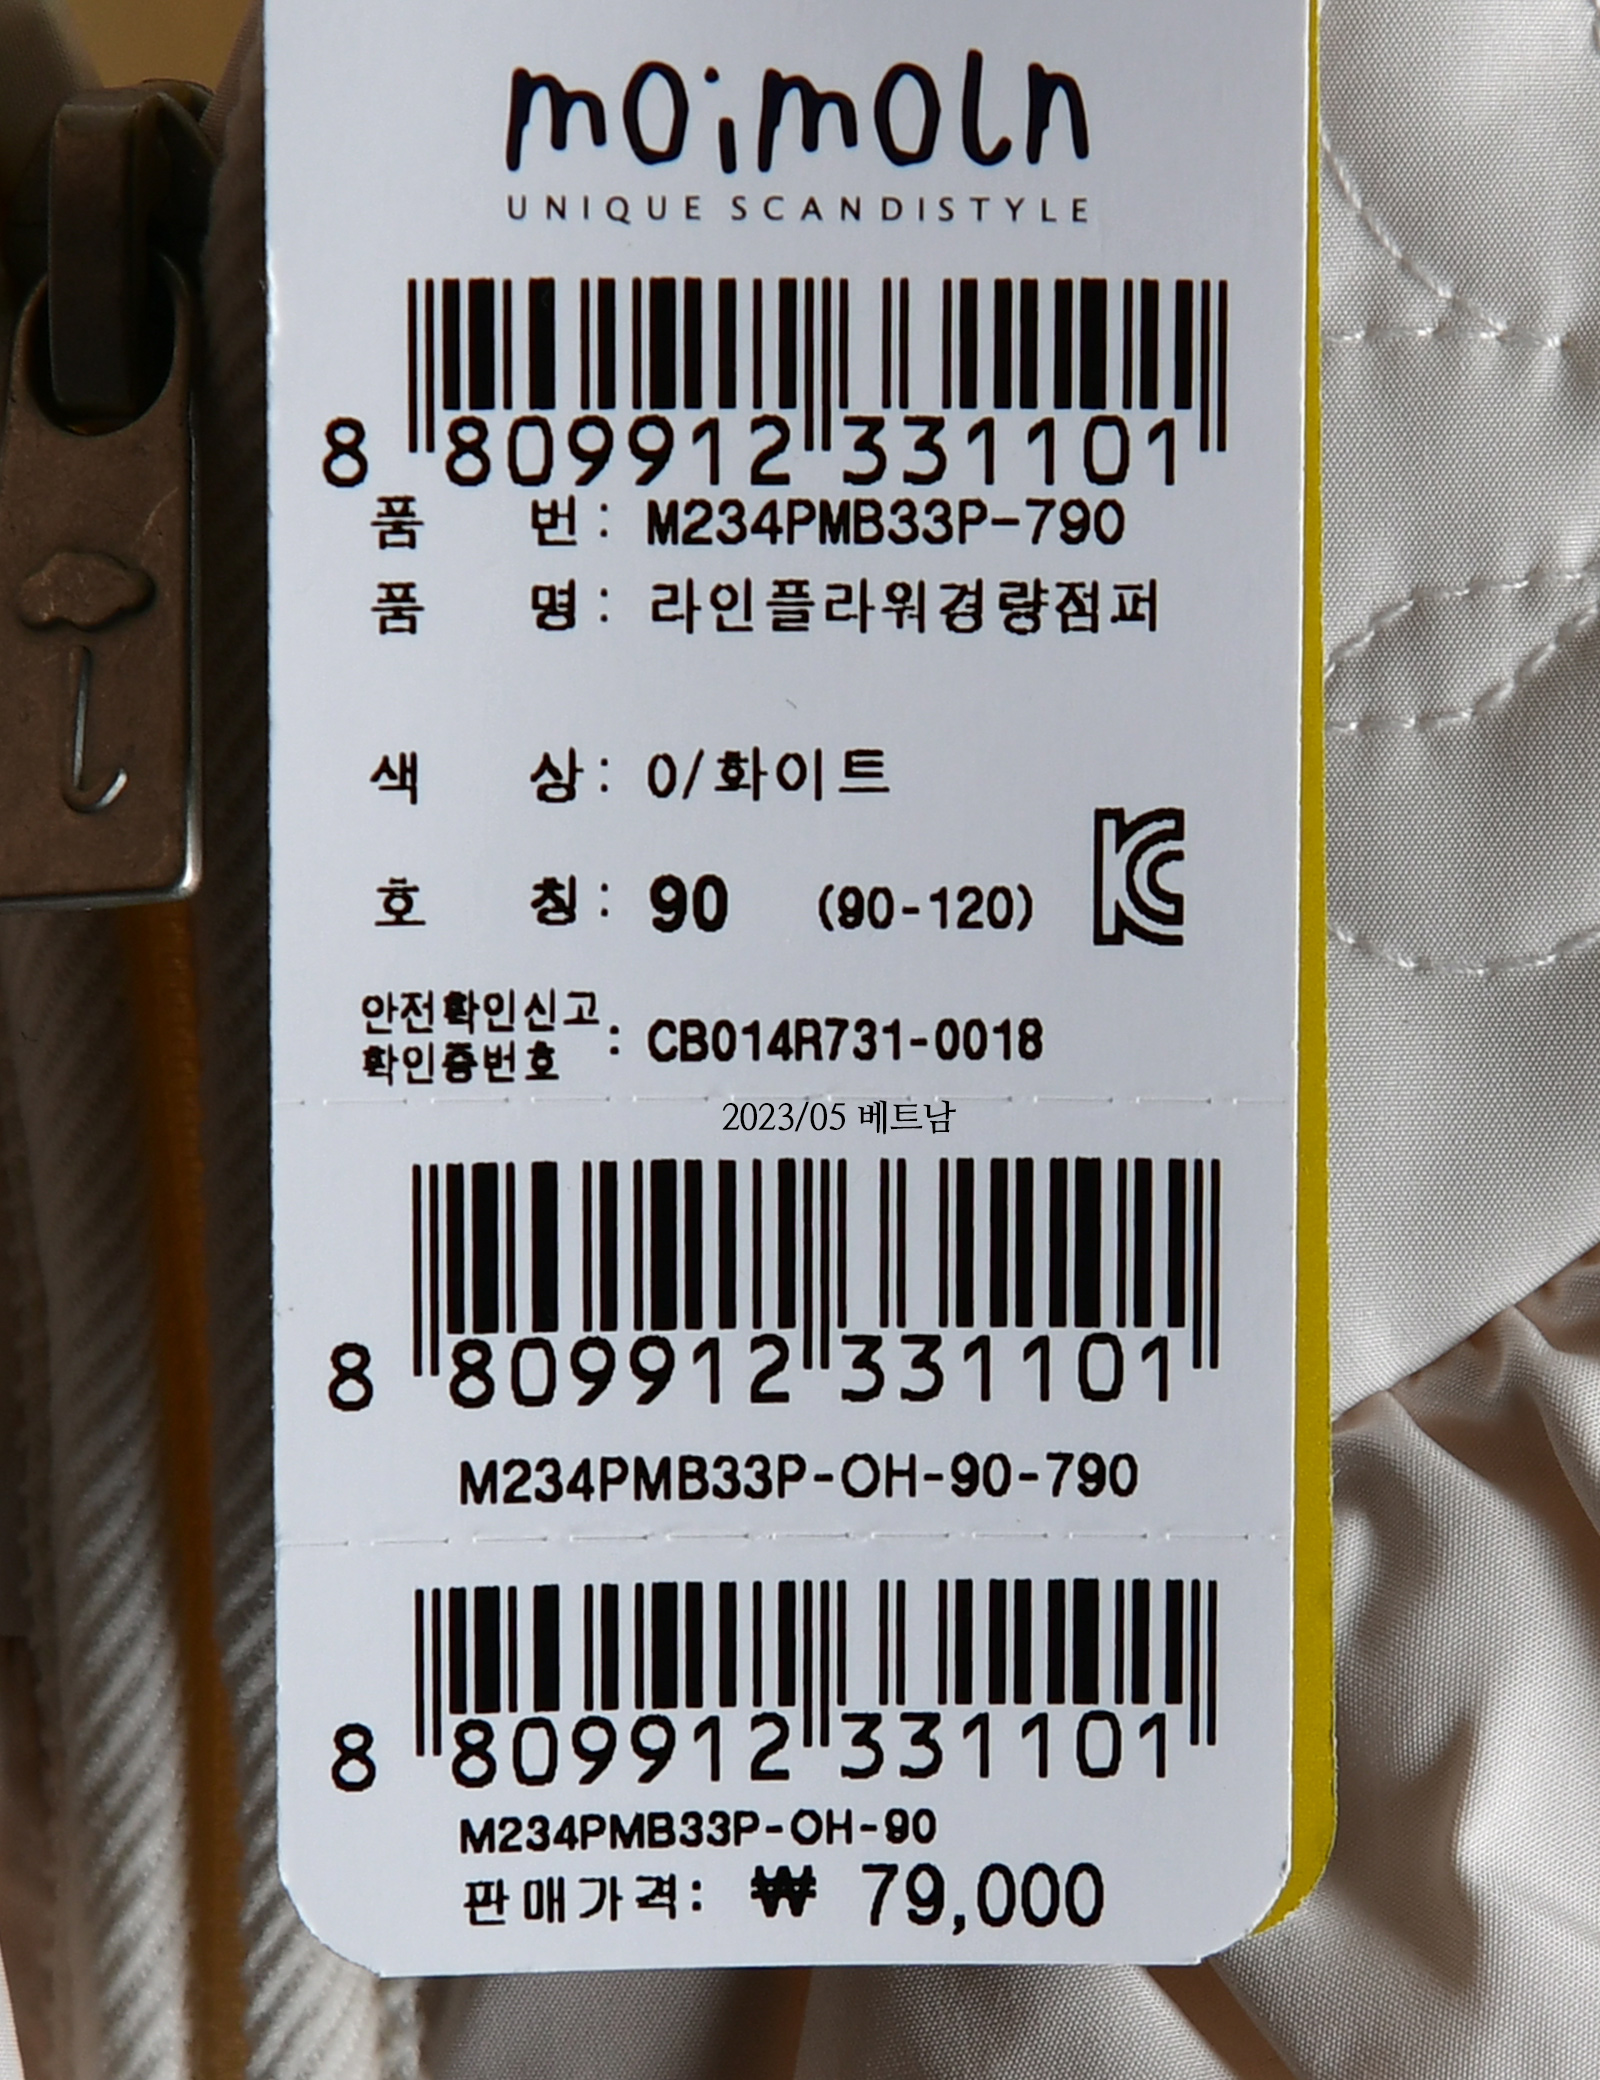 moimoln
UNIQUE SCANDISTYLE
8 809912 331101
품 번: M234PMB33P-790
품 명: 라인플라워경량점퍼
색 상: 0/화이트
호 칭: 90 (90-120)
안전확인신고
확인증번호 : CB014R731-0018
2023/05 베트남
8 809912 331101
M234PMB33P-OH-90-790
8 809912 331101
M234PMB33P-OH-90
판매가격: ₩ 79,000